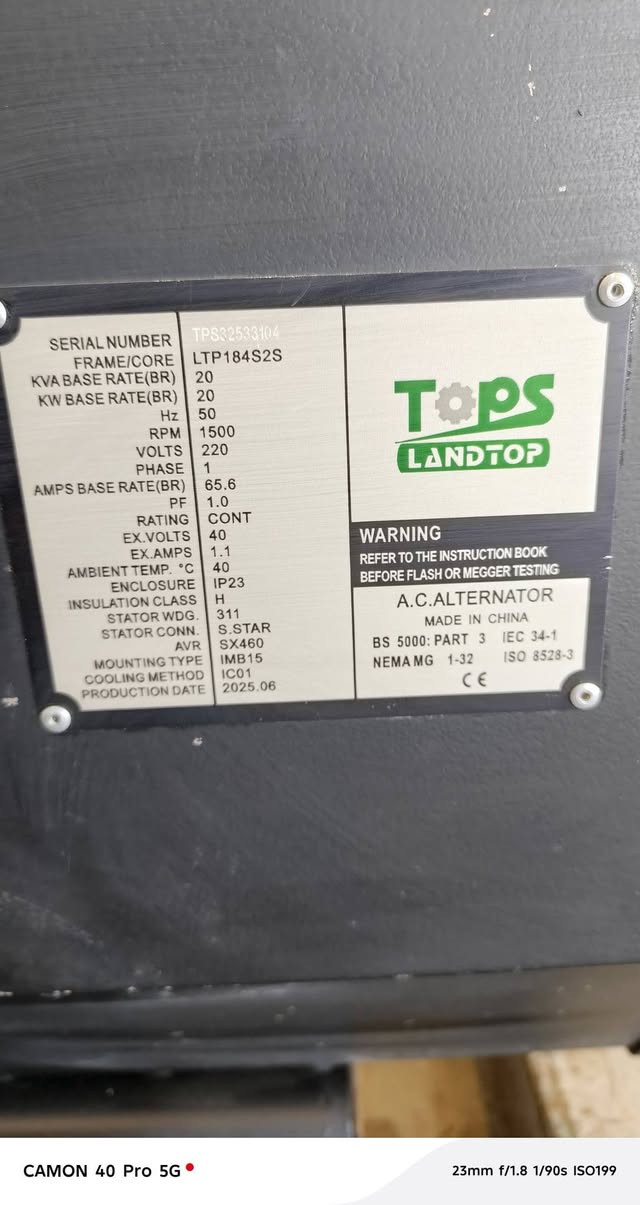 SERIAL NUMBER TPS32533104
FRAME/CORE LTP184S2S
KVA BASE RATE(BR) 20
KW BASE RATE(BR) 20
Hz 50
RPM 1500
VOLTS 220
PHASE 1
AMPS BASE RATE(BR) 65.6
PF 1.0
RATING CONT
EX.VOLTS 40
EX.AMPS 1.1
AMBIENT TEMP. °C 40
ENCLOSURE IP23
INSULATION CLASS H
STATOR WDG. 311
STATOR CONN. S.STAR
AVR SX460
MOUNTING TYPE IMB15
COOLING METHOD IC01
PRODUCTION DATE 2025.06
TOPS
LANDTOP
WARNING
REFER TO THE INSTRUCTION BOOK
BEFORE FLASH OR MEGGER TESTING
A.C.ALTERNATOR
MADE IN CHINA
BS 5000: PART 3 IEC 34-1
NEMA MG 1-32 ISO 8528-3
CE
CAMON 40 Pro 5G
23mm f/1.8 1/90s ISO199